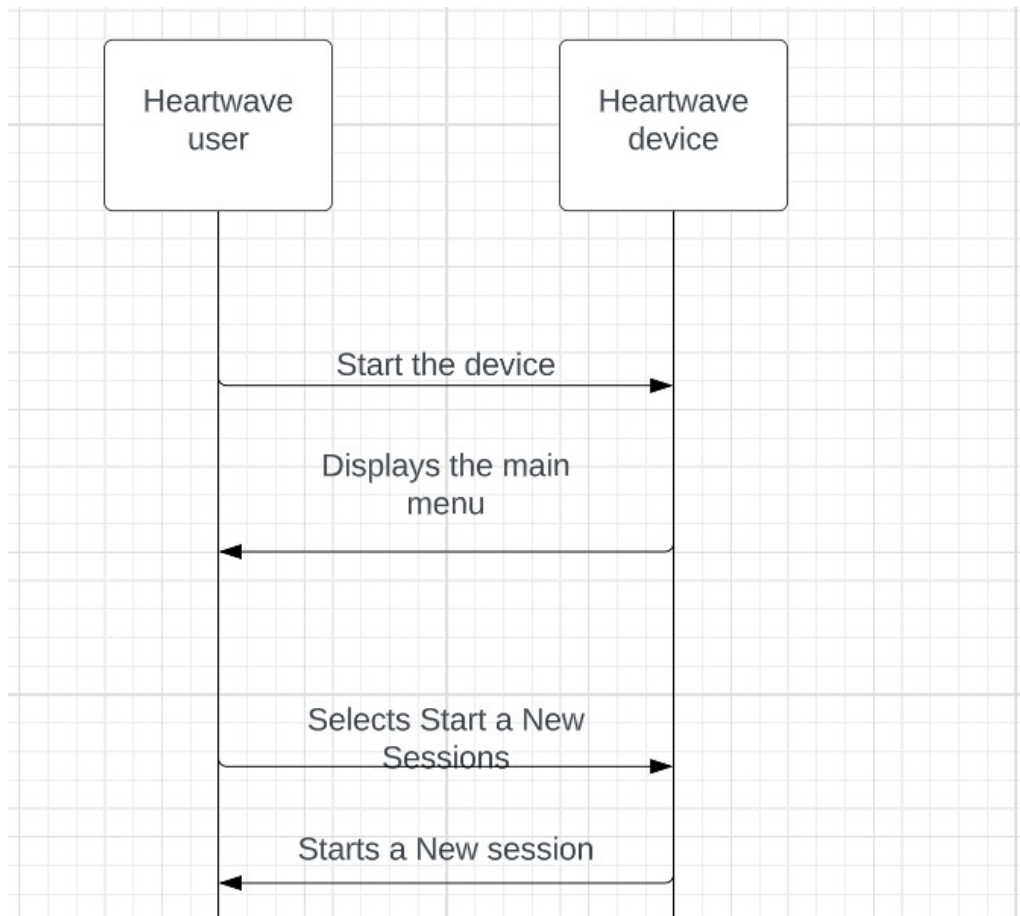 Heartwave
user
Heartwave
device
Start the device
Displays the main
menu
Selects Start a New
Sessions
Starts a New session